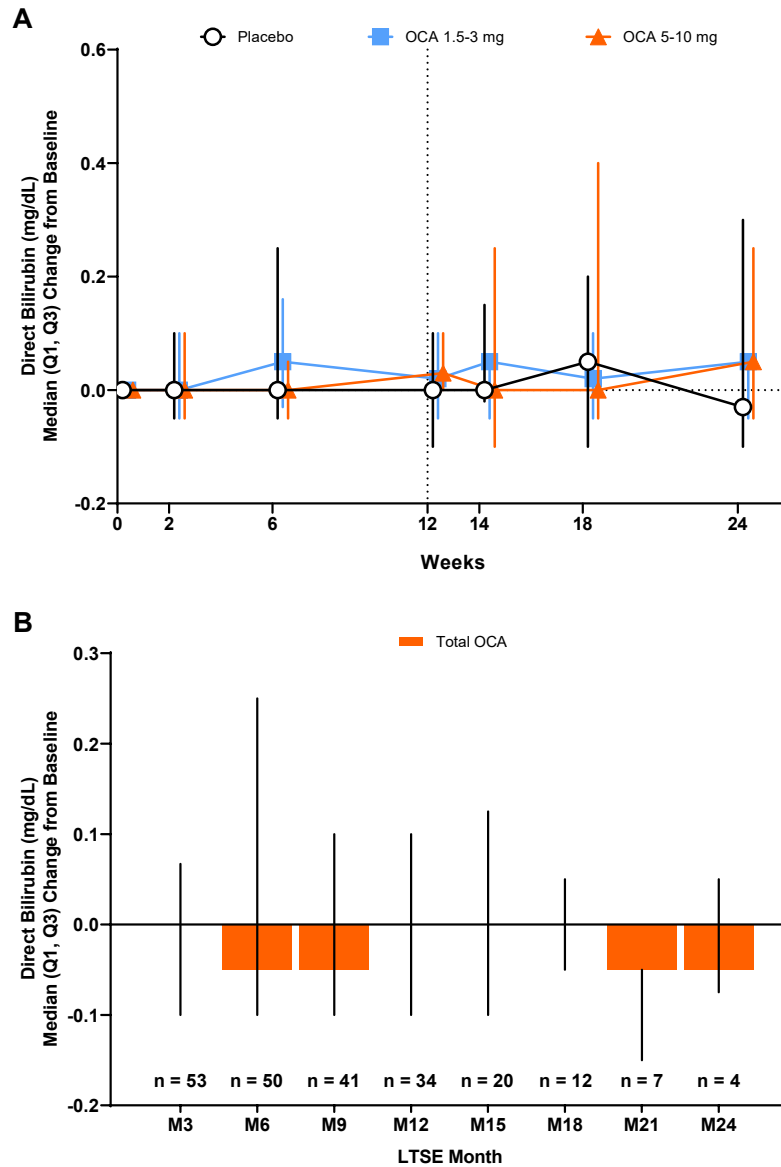 A
Placebo OCA 1.5-3 mg OCA 5-10 mg
Direct Bilirubin (mg/dL)
Median (Q1, Q3) Change from Baseline
0.6
0.4
0.2
0.0
-0.2
0 2 6 12 14 18 24
Weeks
B
Total OCA
Direct Bilirubin (mg/dL)
Median (Q1, Q3) Change from Baseline
0.3
0.2
0.1
0.0
-0.1
-0.2
n = 53 n = 50 n = 41 n = 34 n = 20 n = 12 n = 7 n = 4
M3 M6 M9 M12 M15 M18 M21 M24
LTSE Month